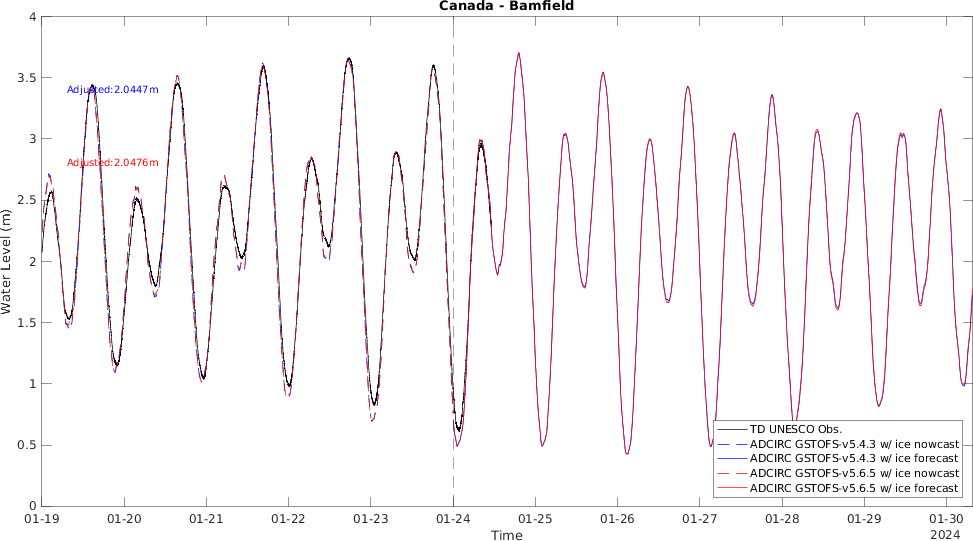 Canada - Bamfield
4
3.5
3
2.5
2
1.5
1
0.5
0
Water Level (m)
Adjusted:2.0447m
Adjusted:2.0476m
TD UNESCO Obs.
ADCIRC GSTOFS-v5.4.3 w/ ice nowcast
ADCIRC GSTOFS-v5.4.3 w/ ice forecast
ADCIRC GSTOFS-v5.6.5 w/ ice nowcast
ADCIRC GSTOFS-v5.6.5 w/ ice forecast
01-19 01-20 01-21 01-22 01-23 01-24 01-25 01-26 01-27 01-28 01-29 01-30
Time
2024